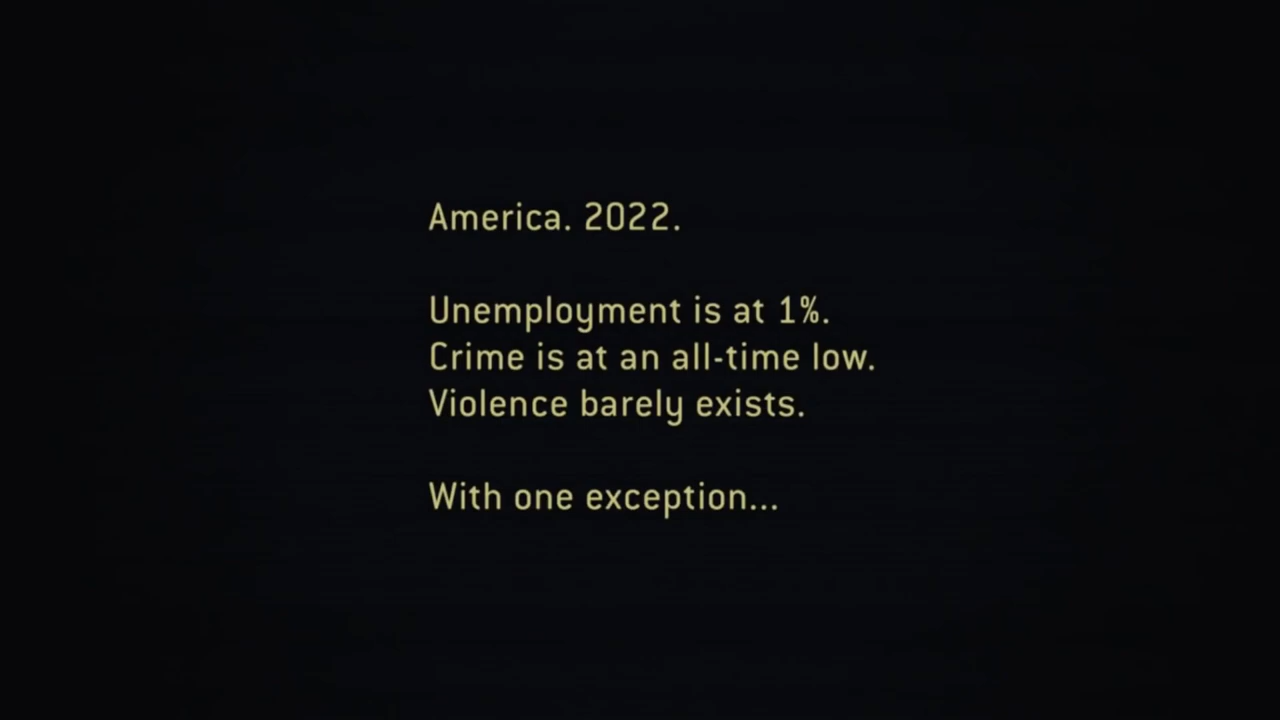 America. 2022.
Unemployment is at 1%.
Crime is at an all-time low.
Violence barely exists.
With one exception...